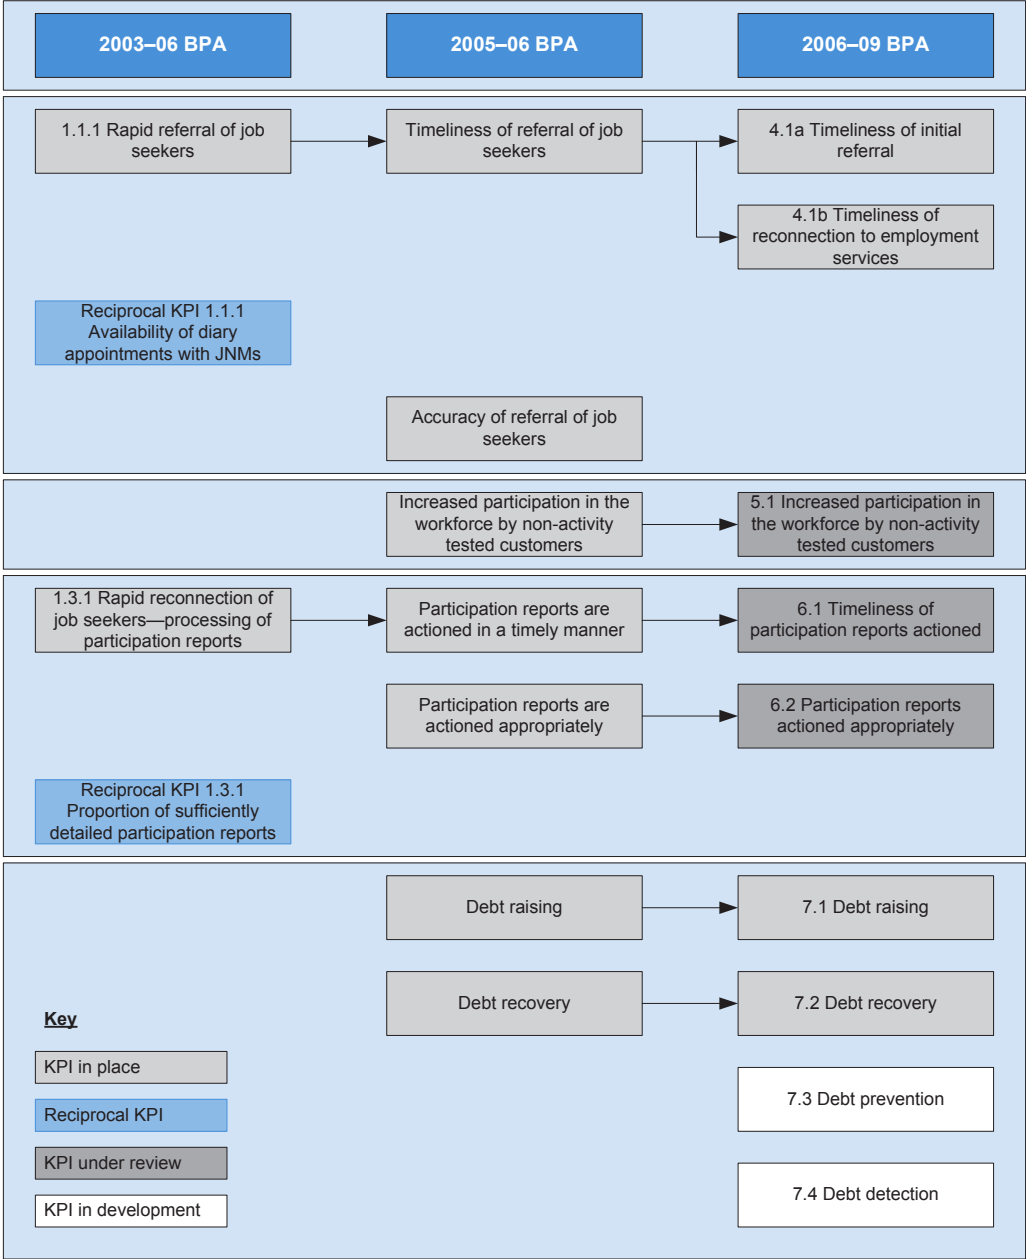 2003–06 BPA
2005–06 BPA
2006–09 BPA
1.1.1 Rapid referral of job
seekers
Timeliness of referral of job
seekers
4.1a Timeliness of initial
referral
4.1b Timeliness of
reconnection to employment
services
Reciprocal KPI 1.1.1
Availability of diary
appointments with JNMs
Accuracy of referral of job
seekers
Increased participation in the
workforce by non-activity
tested customers
5.1 Increased participation in
the workforce by non-activity
tested customers
1.3.1 Rapid reconnection of
job seekers—processing of
participation reports
Participation reports are
actioned in a timely manner
6.1 Timeliness of
participation reports actioned
Participation reports are
actioned appropriately
6.2 Participation reports
actioned appropriately
Reciprocal KPI 1.3.1
Proportion of sufficiently
detailed participation reports
Debt raising
7.1 Debt raising
Debt recovery
7.2 Debt recovery
7.3 Debt prevention
7.4 Debt detection
Key
KPI in place
Reciprocal KPI
KPI under review
KPI in development